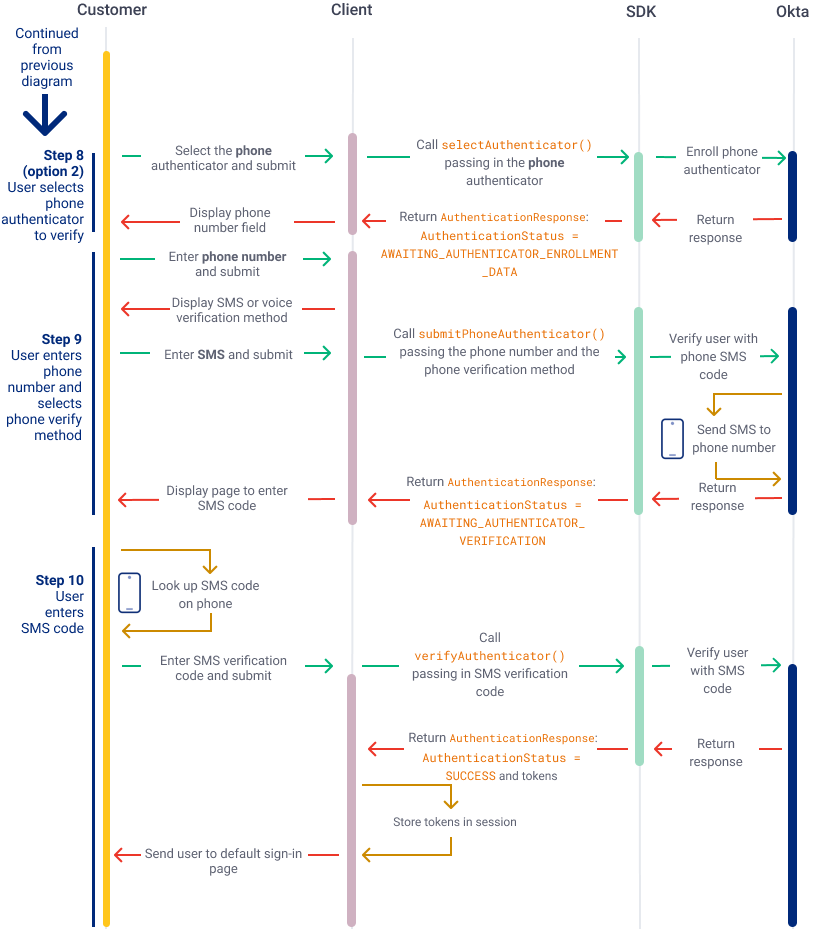 Customer
Client
SDK
Okta
Continued
from
previous
diagram
Step 8
(option 2)
User selects
phone
authenticator
to verify
Select the phone
authenticator and submit
Call selectAuthenticator()
passing in the phone
authenticator
Enroll phone
authenticator
Display phone
number field
Return AuthenticationResponse:
AuthenticationStatus =
AWAITING_AUTHENTICATOR_ENROLLMENT
_DATA
Return
response
Step 9
User enters
phone
number and
selects
phone verify
method
Enter phone number
and submit
Display SMS or voice
verification method
Enter SMS and submit
Call submitPhoneAuthenticator()
passing the phone number and the
phone verification method
Verify user with
phone SMS
code
Send SMS to
phone number
Display page to enter
SMS code
Return AuthenticationResponse:
AuthenticationStatus =
AWAITING_AUTHENTICATOR_
VERIFICATION
Return
response
Step 10
User
enters
SMS code
Look up SMS code
on phone
Enter SMS verification
code and submit
Call
verifyAuthenticator()
passing in SMS verification
code
Verify user
with SMS
code
Return AuthenticationResponse:
AuthenticationStatus =
SUCCESS and tokens
Return
response
Store tokens in session
Send user to default sign-in
page